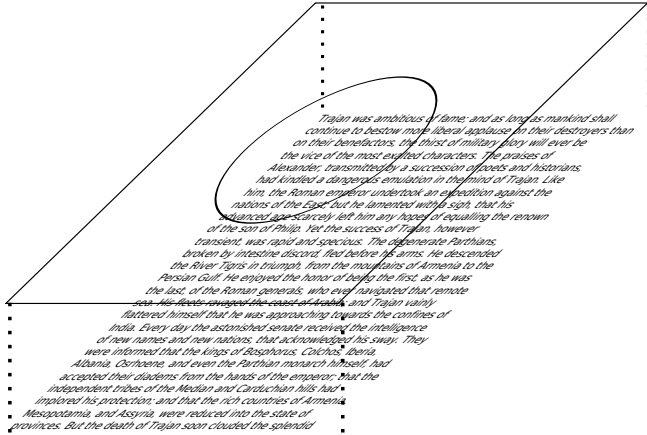 Trajan was ambitious of fame; and as long as mankind shall
continue to bestow more liberal applause on their destroyers than
on their benefactors, the thirst of military glory will ever be
the vice of the most exalted characters. The praises of
Alexander, transmitted by a succession of poets and historians,
had kindled a dangerous emulation in the mind of Trajan. Like
him, the Roman emperor undertook an expedition against the
nations of the East; but he lamented with a sigh, that his
advanced age scarcely left him any hopes of equalling the renown
of the son of Philip. Yet the success of Trajan, however
transient, was rapid and specious. The degenerate Parthians,
broken by intestine discord, fled before his arms. He descended
the River Tigris in triumph, from the mountains of Armenia to the
Persian Gulf. He enjoyed the honor of being the first, as he was
the last, of the Roman generals, who ever navigated that remote
sea. His fleets ravaged the coast of Arabia; and Trajan vainly
flattered himself that he was approaching towards the confines of
India. Every day the astonished senate received the intelligence
of new names and new nations, that acknowledged his sway. They
were informed that the kings of Bosphorus, Colchos, Iberia,
Albania, Osrhoene, and even the Parthian monarch himself, had
accepted their diadems from the hands of the emperor; that the
independent tribes of the Median and Carduchian hills had
implored his protection; and that the rich countries of Armenia,
Mesopotamia, and Assyria, were reduced into the state of
provinces. But the death of Trajan soon clouded the splendid